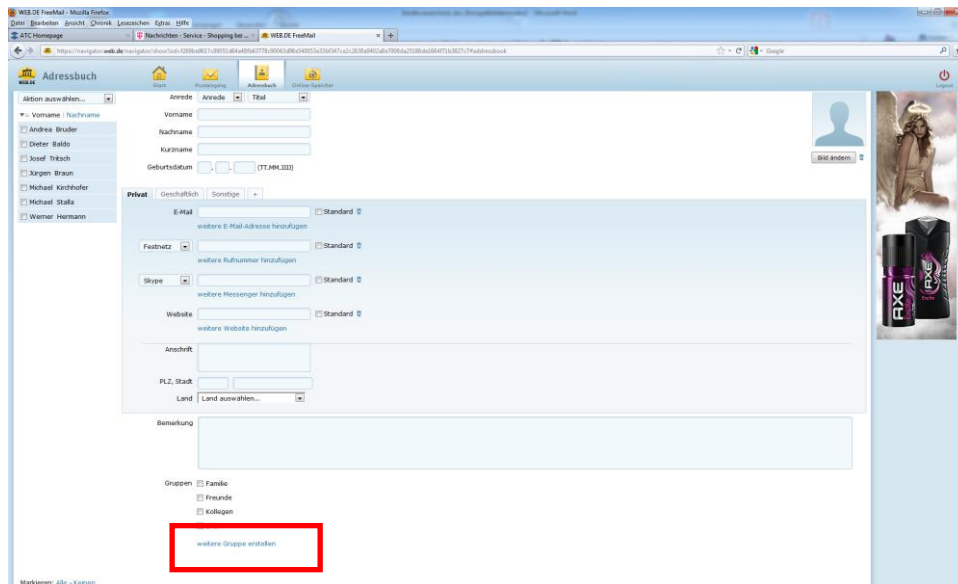 WEB.DE FreeMail - Mozilla Firefox
Datei Bearbeiten Ansicht Chronik Lesezeichen Extras Hilfe
ATC Homepage
Nachrichten - Service - Shopping bei ...
WEB.DE FreeMail
Google
WEB.DE Adressbuch
Start Posteingang Adressbuch Online-Speicher
Logout
Aktion auswählen...
Vorname | Nachname
Andrea Bruder
Dieter Baldo
Josef Tritsch
Jürgen Braun
Michael Kirchhofer
Michael Stalla
Werner Hermann
Anrede Anrede Titel
Vorname
Nachname
Kurzname
Geburtsdatum . . (TT.MM.JJJJ)
Bild ändern
Privat Geschäftlich Sonstige +
E-Mail Standard
weitere E-Mail-Adresse hinzufügen
Festnetz Standard
weitere Rufnummer hinzufügen
Skype Standard
weitere Messenger hinzufügen
Website Standard
weitere Website hinzufügen
Anschrift
PLZ, Stadt
Land Land auswählen...
Bemerkung
Gruppen Familie
Freunde
Kollegen
weitere Gruppe erstellen
Markieren: Alle - Keinen
AXE
AXE